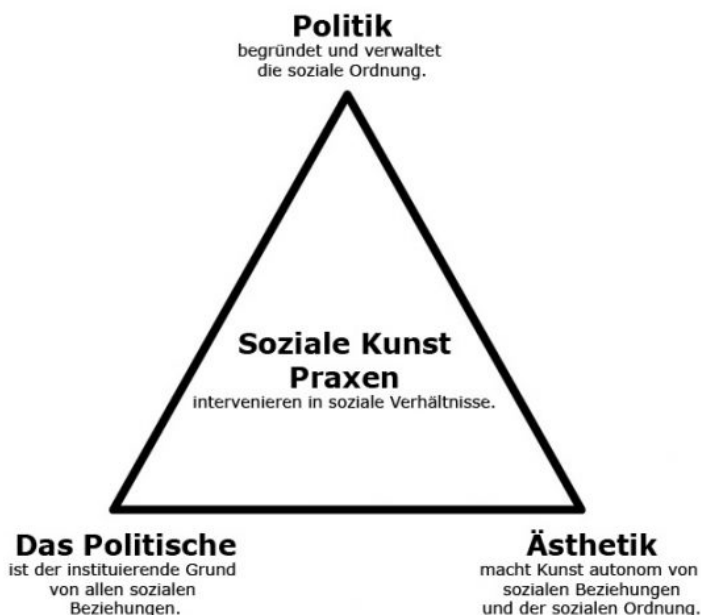 Politik
begründet und verwaltet
die soziale Ordnung.
Soziale Kunst
Praxen
intervenieren in soziale Verhältnisse.
Das Politische
ist der instituierende Grund
von allen sozialen
Beziehungen.
Ästhetik
macht Kunst autonom von
sozialen Beziehungen
und der sozialen Ordnung.